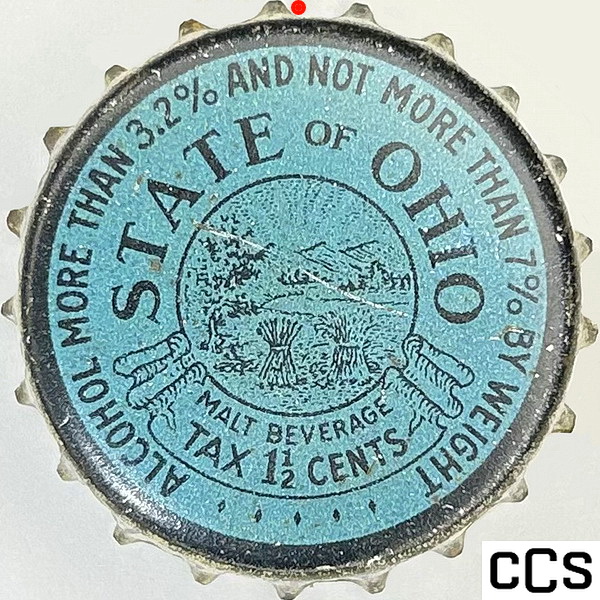 ALCOHOL MORE THAN 3.2% AND NOT MORE THAN 7% BY WEIGHT
STATE OF OHIO
MALT BEVERAGE
TAX 1½ CENTS
CCS